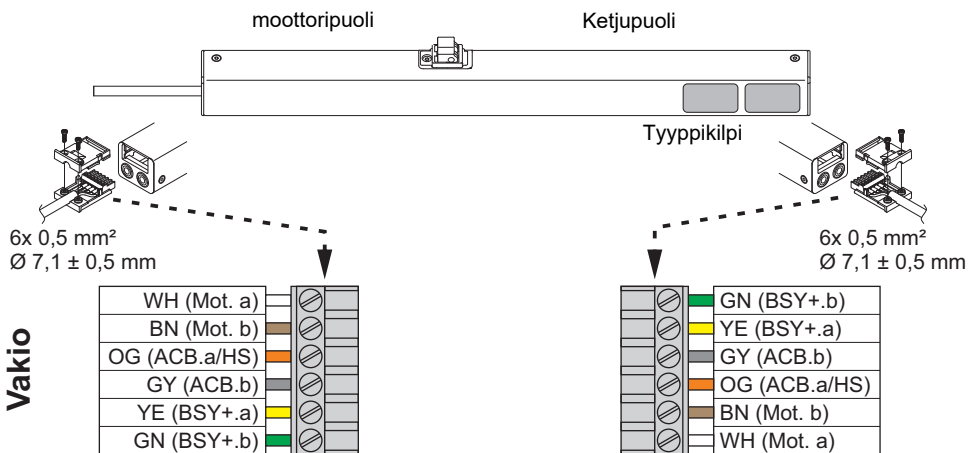 moottoripuoli
Ketjupuoli
Tyyppikilpi
6x 0,5 mm²
Ø 7,1 ± 0,5 mm
6x 0,5 mm²
Ø 7,1 ± 0,5 mm
Vakio
WH (Mot. a)
BN (Mot. b)
OG (ACB.a/HS)
GY (ACB.b)
YE (BSY+.a)
GN (BSY+.b)
GN (BSY+.b)
YE (BSY+.a)
GY (ACB.b)
OG (ACB.a/HS)
BN (Mot. b)
WH (Mot. a)